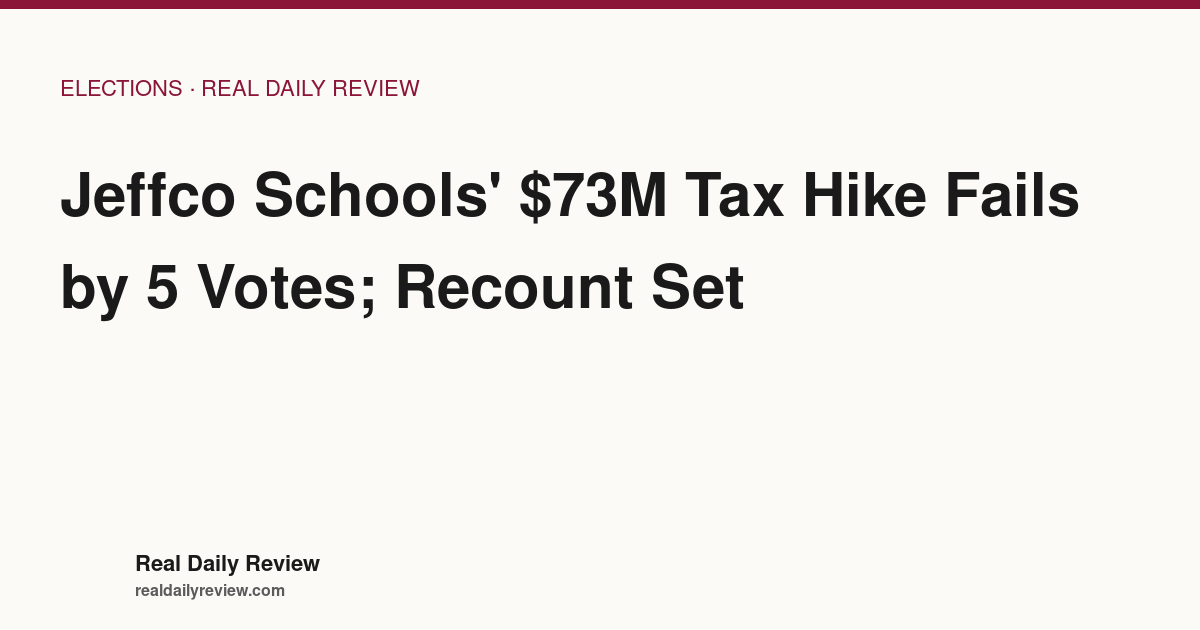 ELECTIONS · REAL DAILY REVIEW
Jeffco Schools' $73M Tax Hike Fails
by 5 Votes; Recount Set
Real Daily Review
realdailyreview.com